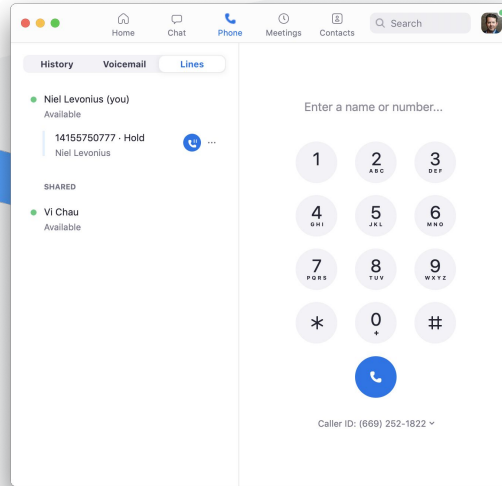 Home Chat Phone Meetings Contacts Search
History Voicemail Lines
Niel Levonius (you)
Available
14155750777 · Hold
Niel Levonius
SHARED
Vi Chau
Available
Enter a name or number...
1 2 3
ABC DEF
4 5 6
GHI JKL MNO
7 8 9
PQRS TUV WXYZ
* 0 #
+
Caller ID: (669) 252-1822